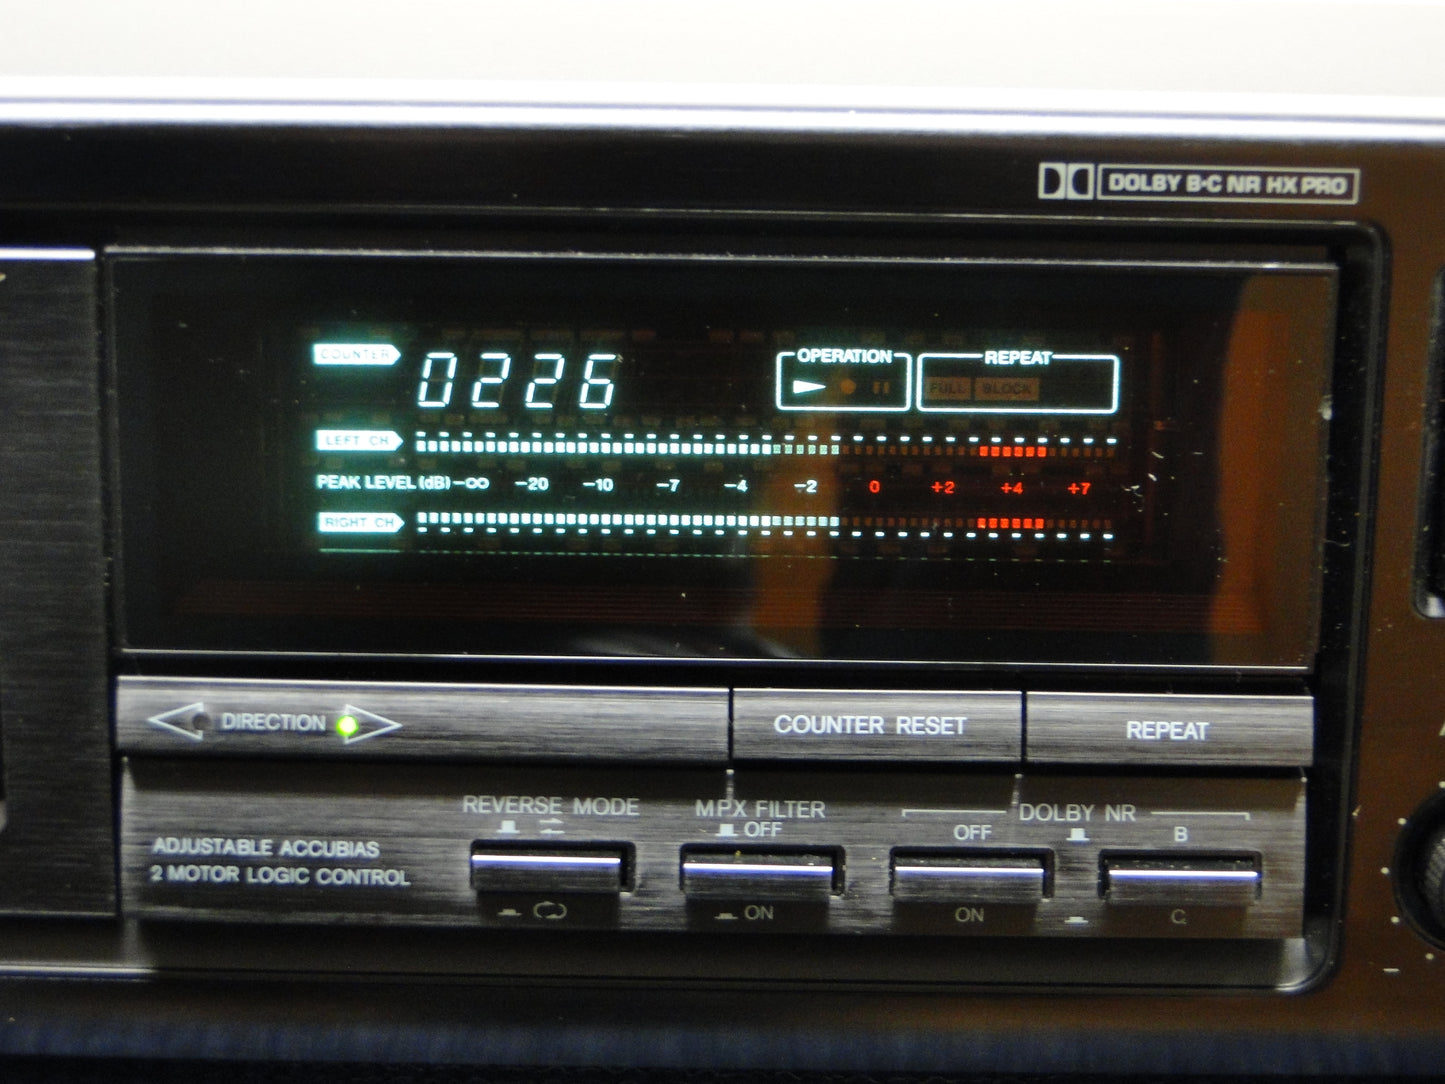 DOLBY B·C NR HX PRO
COUNTER 0226 OPERATION REPEAT
FULL BLOCK
LEFT CH
PEAK LEVEL (dB) -∞ -20 -10 -7 -4 -2 0 +2 +4 +7
RIGHT CH
DIRECTION COUNTER RESET REPEAT
REVERSE MODE MPX FILTER DOLBY NR
OFF OFF B
ADJUSTABLE ACCUBIAS
2 MOTOR LOGIC CONTROL
ON ON C